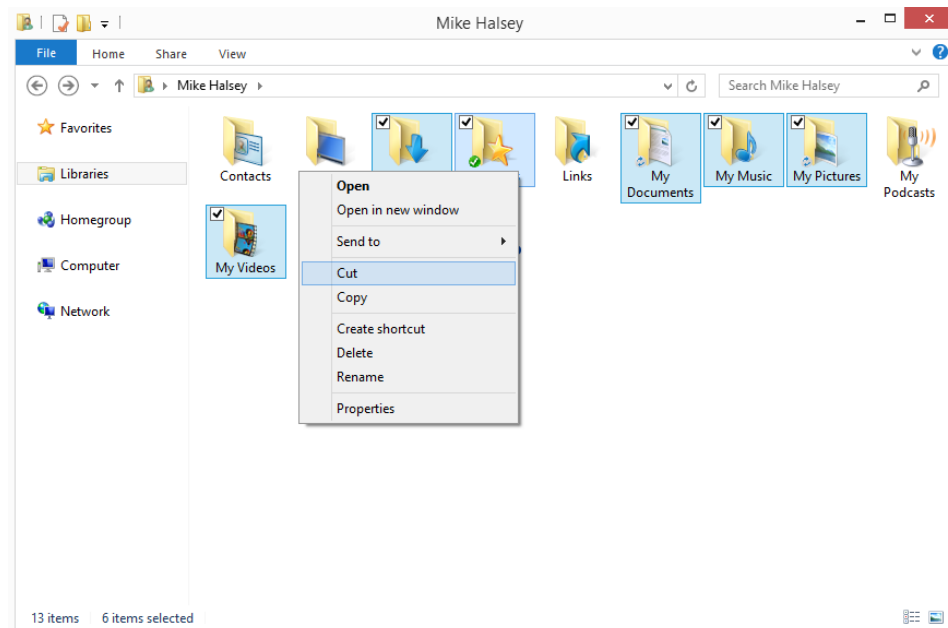 Mike Halsey
File Home Share View
Mike Halsey
Search Mike Halsey
Favorites
Libraries
Homegroup
Computer
Network
Contacts
Links
My
Documents
My Music
My Pictures
My
Podcasts
My Videos
Open
Open in new window
Send to
Cut
Copy
Create shortcut
Delete
Rename
Properties
13 items 6 items selected